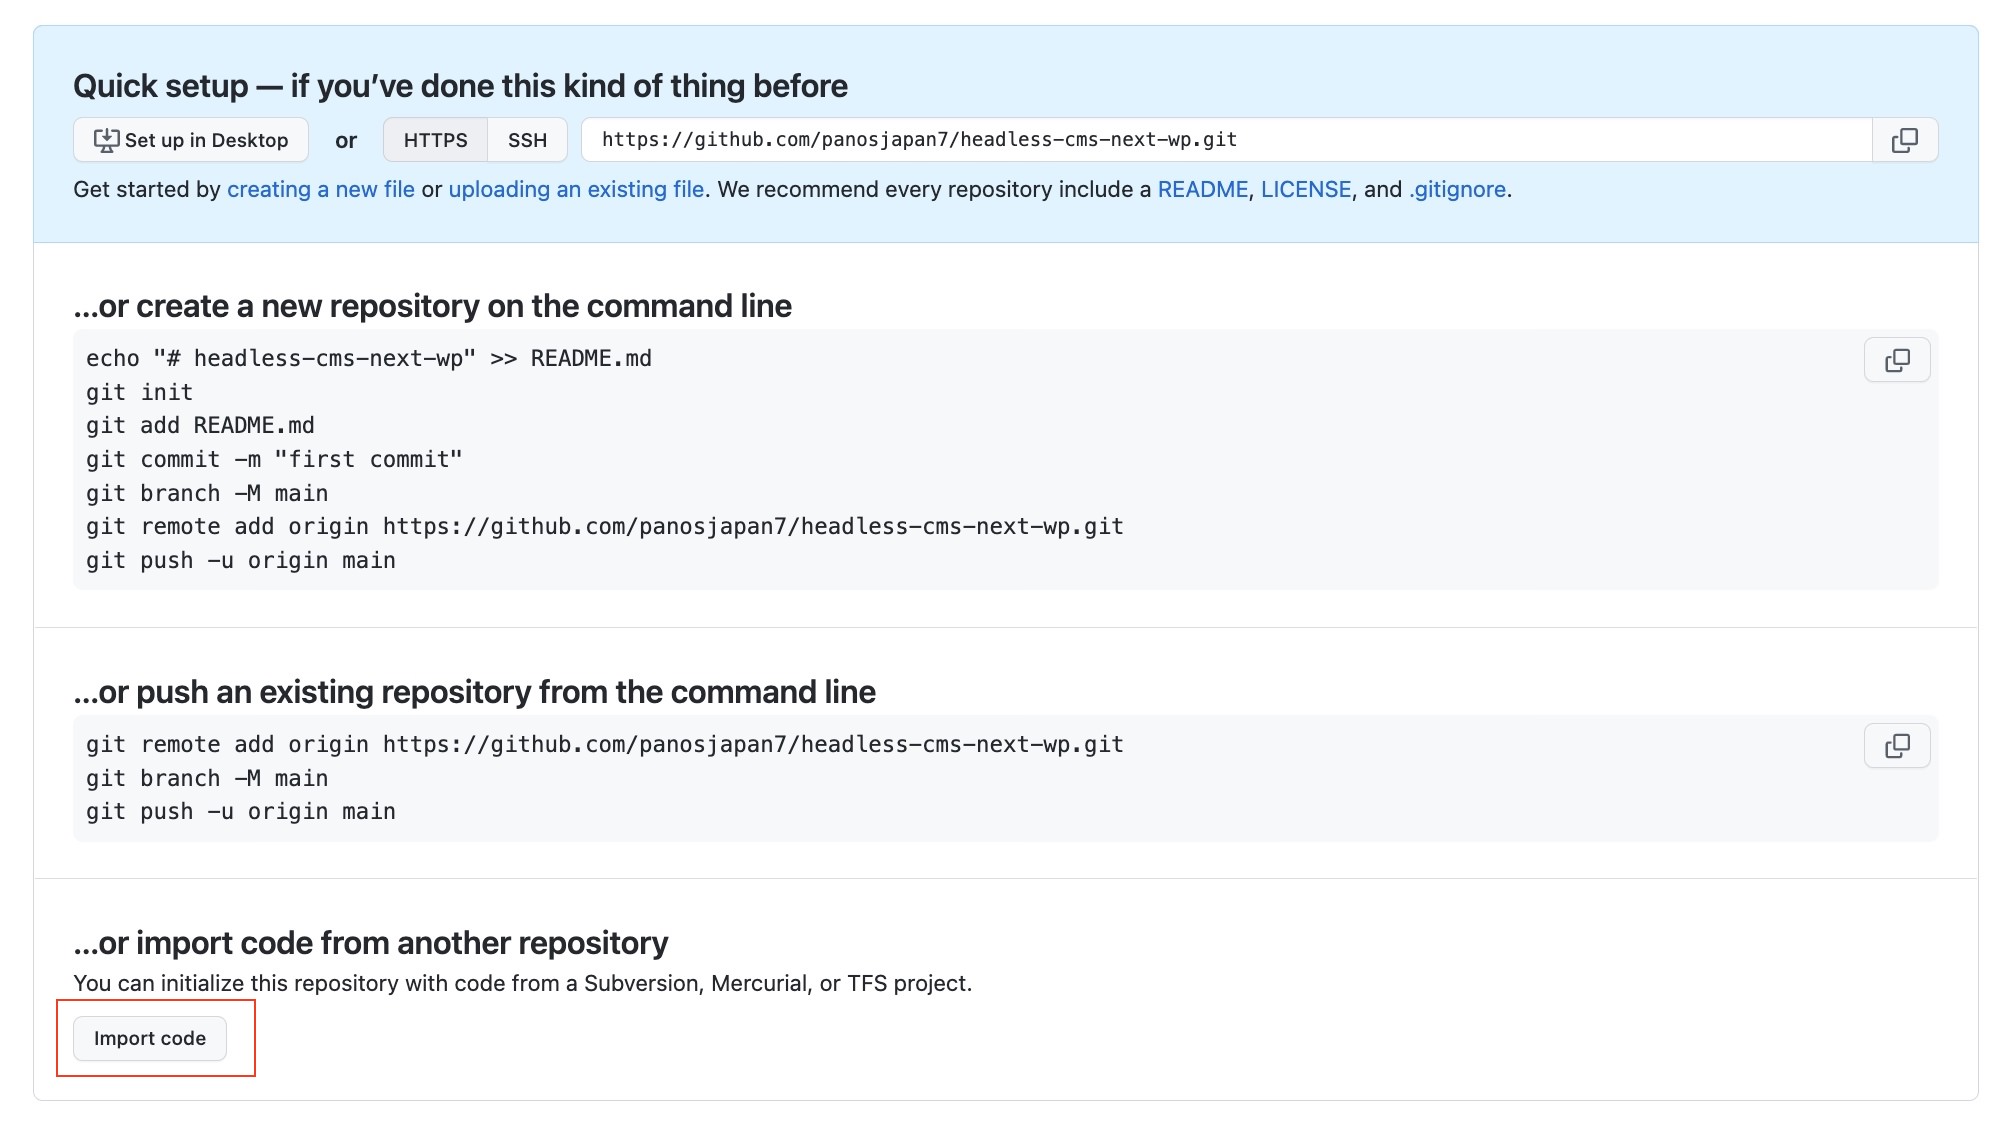 Quick setup — if you’ve done this kind of thing before
Set up in Desktop or HTTPS SSH https://github.com/panosjapan7/headless-cms-next-wp.git
Get started by creating a new file or uploading an existing file. We recommend every repository include a README, LICENSE, and .gitignore.
…or create a new repository on the command line
echo "# headless-cms-next-wp" >> README.md
git init
git add README.md
git commit -m "first commit"
git branch -M main
git remote add origin https://github.com/panosjapan7/headless-cms-next-wp.git
git push -u origin main
…or push an existing repository from the command line
git remote add origin https://github.com/panosjapan7/headless-cms-next-wp.git
git branch -M main
git push -u origin main
…or import code from another repository
You can initialize this repository with code from a Subversion, Mercurial, or TFS project.
Import code